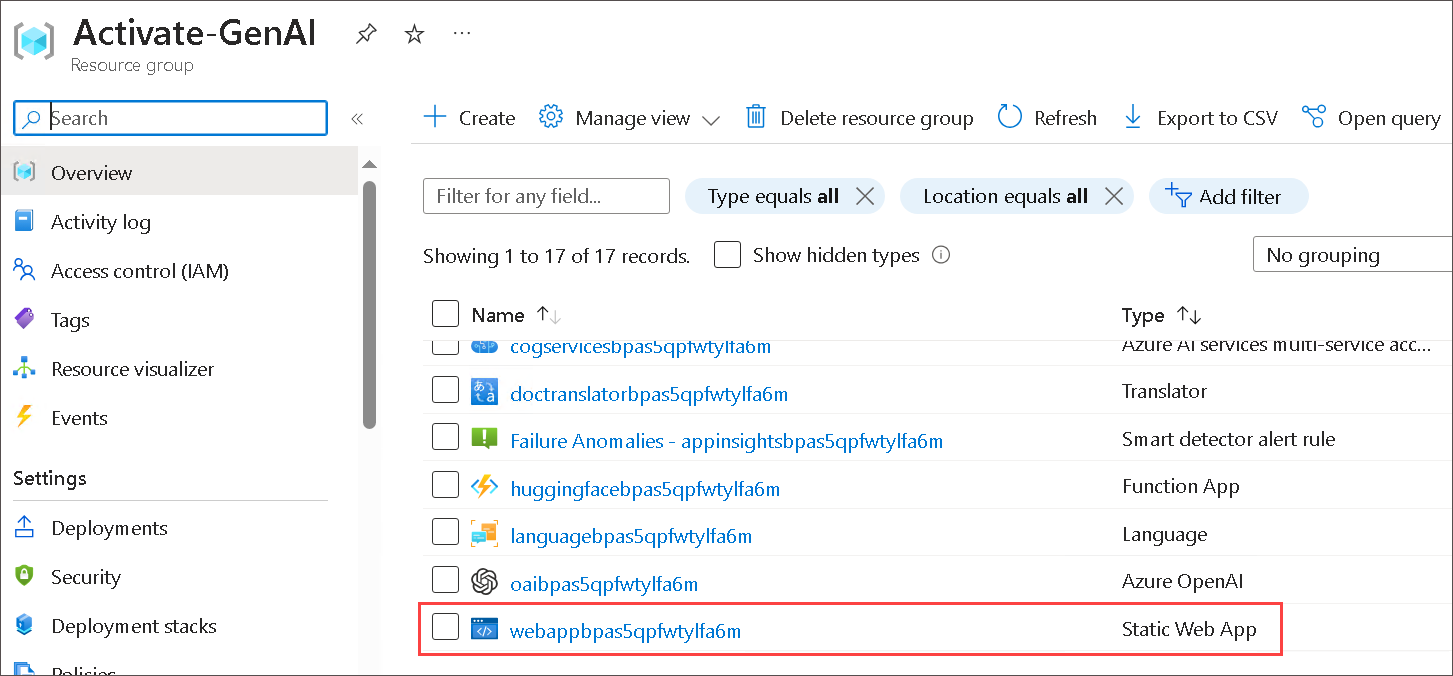 Activate-GenAI
Resource group
Search
Create
Manage view
Delete resource group
Refresh
Export to CSV
Open query
Overview
Activity log
Access control (IAM)
Tags
Resource visualizer
Events
Settings
Deployments
Security
Deployment stacks
Policies
Filter for any field...
Type equals all
Location equals all
Add filter
Showing 1 to 17 of 17 records.
Show hidden types
No grouping
Name Type
cogservicesbpas5qpfwtylfa6m Azure AI services multi-service acc...
doctranslatorbpas5qpfwtylfa6m Translator
Failure Anomalies - appinsightsbpas5qpfwtylfa6m Smart detector alert rule
huggingfacebpas5qpfwtylfa6m Function App
languagebpas5qpfwtylfa6m Language
oaibpas5qpfwtylfa6m Azure OpenAI
webappbpas5qpfwtylfa6m Static Web App